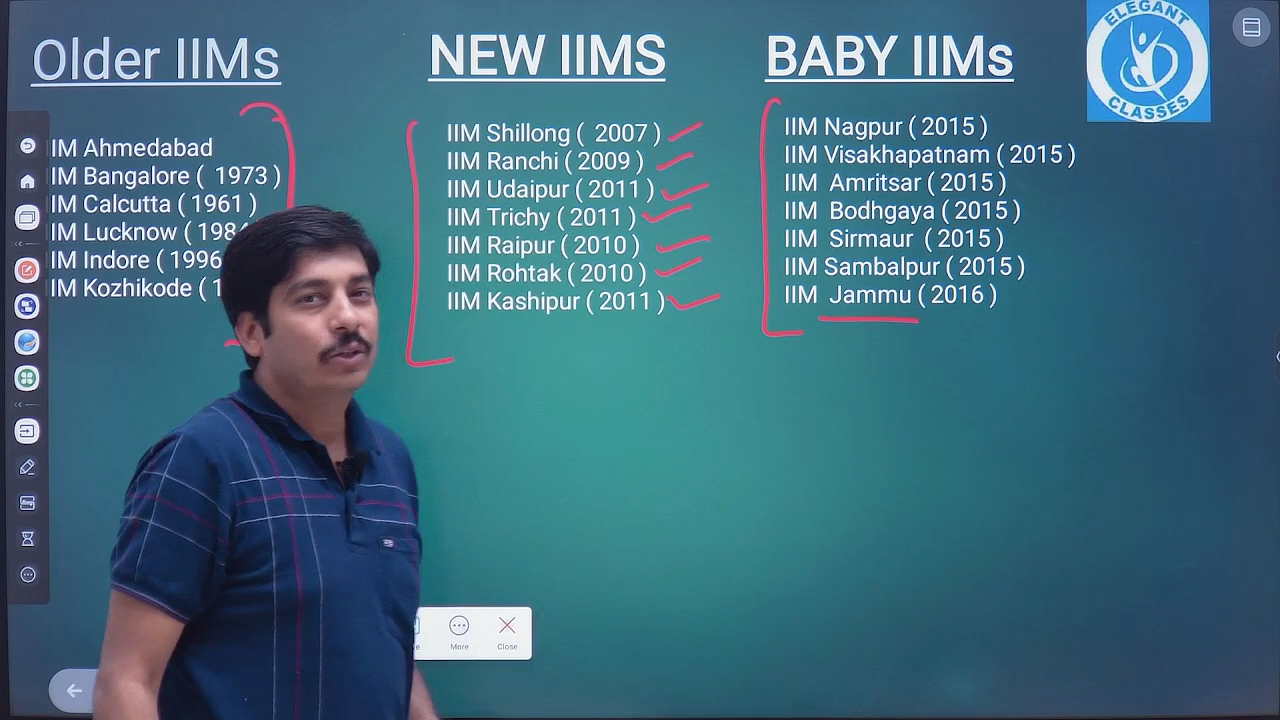 Older IIMs
IM Ahmedabad
IM Bangalore ( 1973 )
IM Calcutta ( 1961 )
IM Lucknow ( 1984
IM Indore ( 1996
IM Kozhikode ( 1
NEW IIMS
IIM Shillong ( 2007 )
IIM Ranchi ( 2009 )
IIM Udaipur ( 2011 )
IIM Trichy ( 2011 )
IIM Raipur ( 2010 )
IIM Rohtak ( 2010 )
IIM Kashipur ( 2011 )
BABY IIMs
IIM Nagpur ( 2015 )
IIM Visakhapatnam ( 2015 )
IIM Amritsar ( 2015 )
IIM Bodhgaya ( 2015 )
IIM Sirmaur ( 2015 )
IIM Sambalpur ( 2015 )
IIM Jammu ( 2016 )
ELEGANT
CLASSES
More
Close